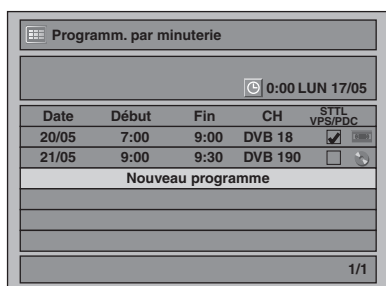 Programm. par minuterie
0:00 LUN 17/05
Date Début Fin CH STTL VPS/PDC
20/05 7:00 9:00 DVB 18
21/05 9:00 9:30 DVB 190
Nouveau programme
1/1